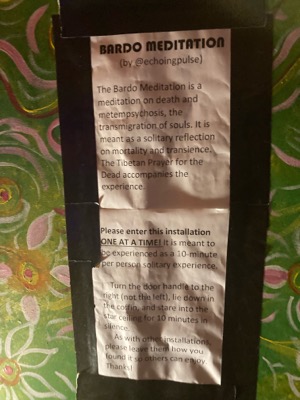 BARDO MEDITATION
(by @echoingpulse)
The Bardo Meditation is a
meditation on death and
metempsychosis, the
transmigration of souls. It is
meant as a solitary reflection
on mortality and transience.
The Tibetan Prayer for the
Dead accompanies the
experience.
Please enter this installation
ONE AT A TIME! It is meant to
be experienced as a 10-minute
per person solitary experience.
Turn the door handle to the
right (not the left), lie down in
the coffin, and stare into the
star ceiling for 10 minutes in
silence.
As with other installations,
please leave them how you
found it so others can enjoy.
Thanks!